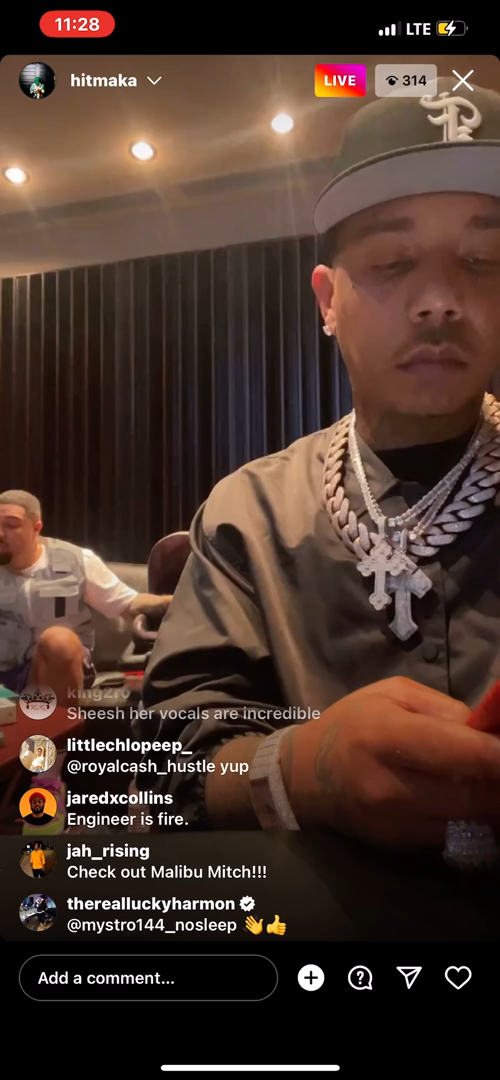 11:28
LTE
hitmaka
LIVE
314
king2ro
Sheesh her vocals are incredible
littlechlopeep_
@royalcash_hustle yup
jaredxcollins
Engineer is fire.
jah_rising
Check out Malibu Mitch!!!
therealluckyharmon
@mystro144_nosleep 👋👍
Add a comment...